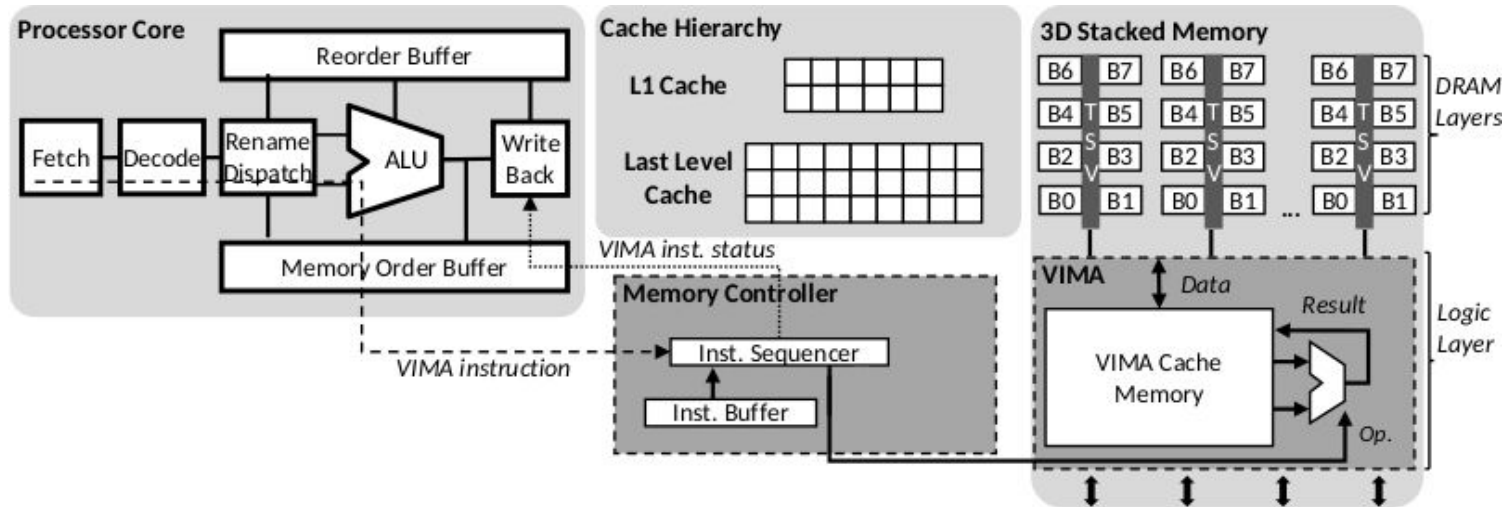 Processor Core
Reorder Buffer
Fetch
Decode
Rename
Dispatch
ALU
Write
Back
Memory Order Buffer
Cache Hierarchy
L1 Cache
Last Level
Cache
VIMA inst. status
Memory Controller
Inst. Sequencer
VIMA instruction
Inst. Buffer
3D Stacked Memory
B6 B7 B6 B7 B6 B7
B4 T B5 B4 T B5 B4 T B5
S S S
B2 B3 B2 B3 B2 B3
V V V
B0 B1 B0 B1 ... B0 B1
DRAM
Layers
VIMA
Data
Result
VIMA Cache
Memory
Op.
Logic
Layer